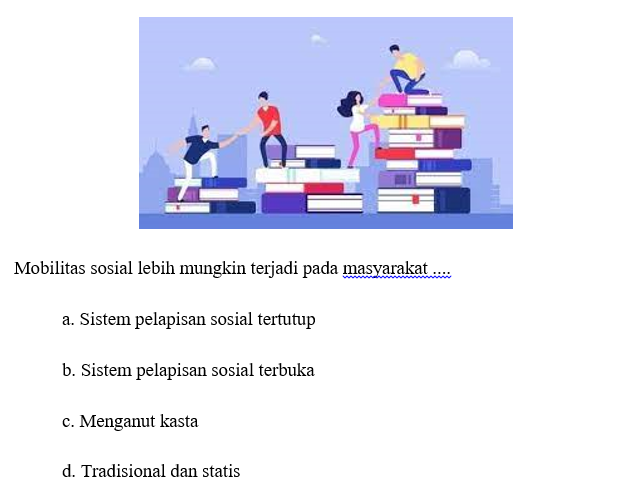 Mobilitas sosial lebih mungkin terjadi pada masyarakat ....
a. Sistem pelapisan sosial tertutup
b. Sistem pelapisan sosial terbuka
c. Menganut kasta
d. Tradisional dan statis